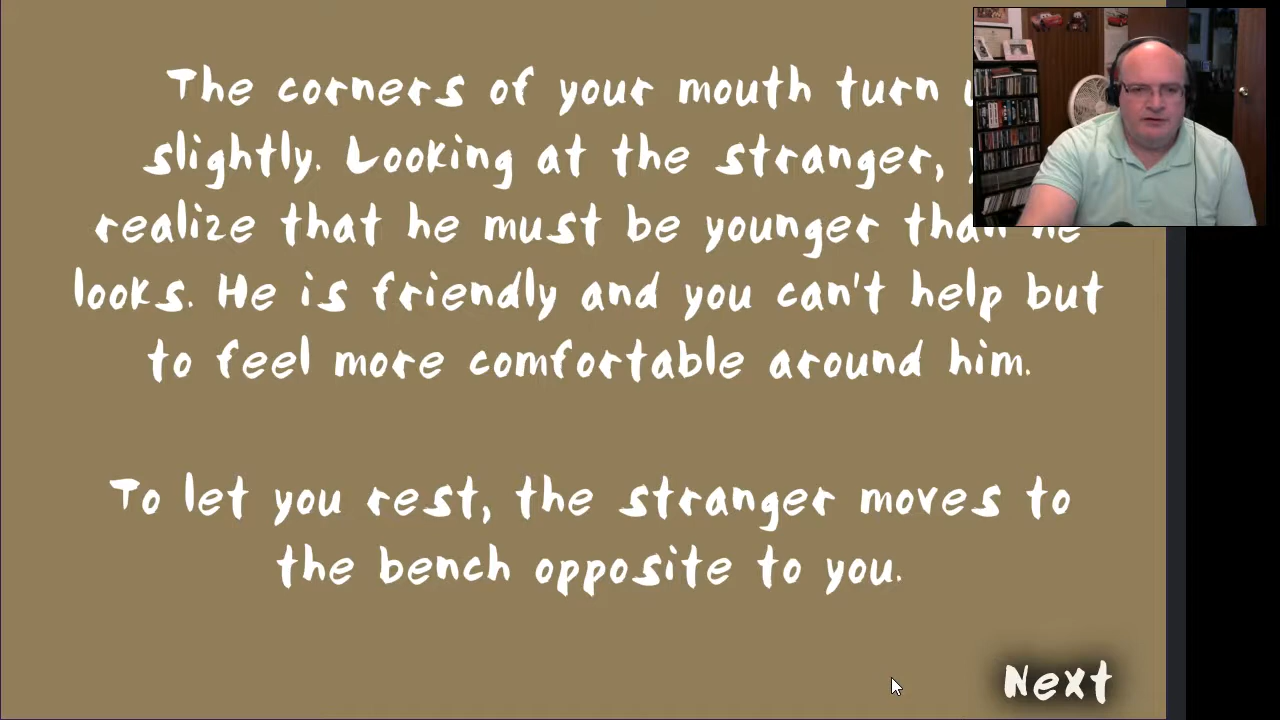 The corners of your mouth turn
slightly. Looking at the stranger,
realize that he must be younger than he
looks. He is friendly and you can't help but
to feel more comfortable around him.
To let you rest, the stranger moves to
the bench opposite to you.
Next